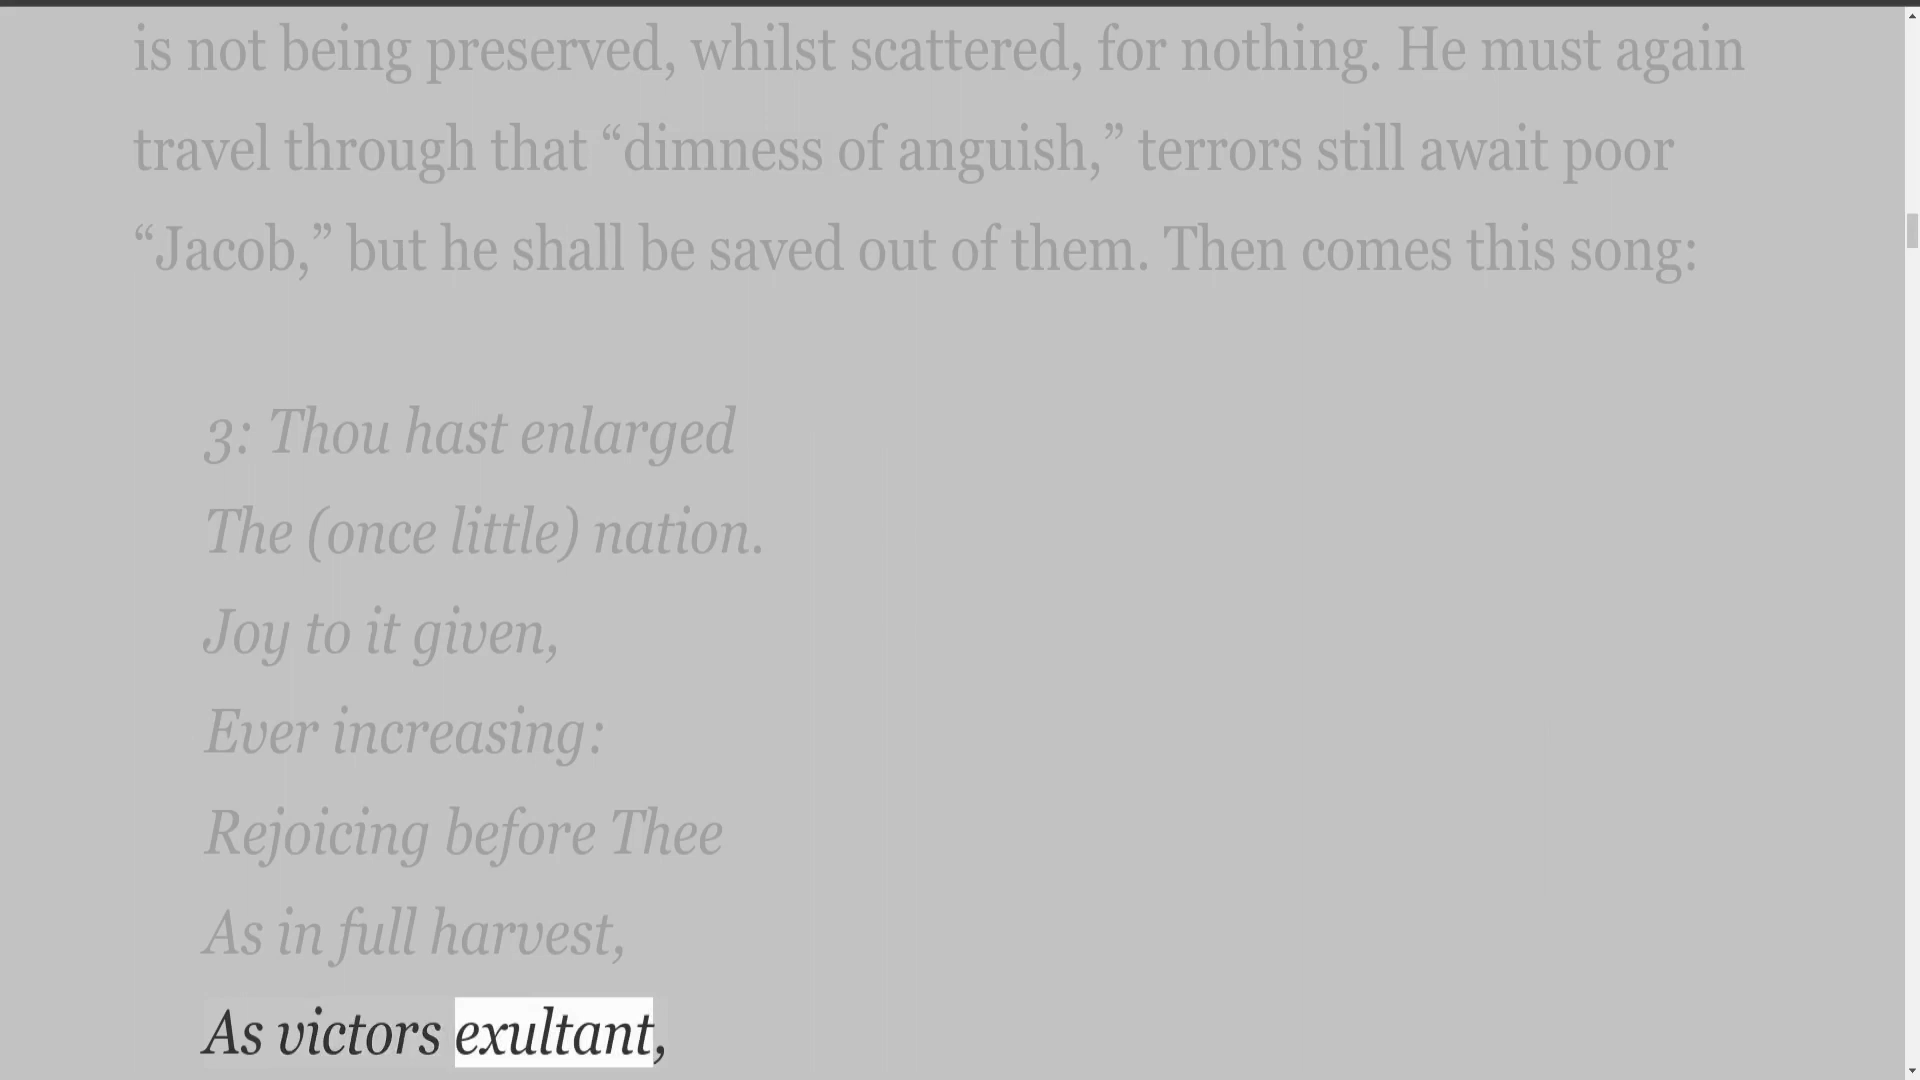 is not being preserved, whilst scattered, for nothing. He must again
travel through that “dimness of anguish,” terrors still await poor
“Jacob,” but he shall be saved out of them. Then comes this song:
3: Thou hast enlarged
The (once little) nation.
Joy to it given,
Ever increasing:
Rejoicing before Thee
As in full harvest,
As victors exultant,